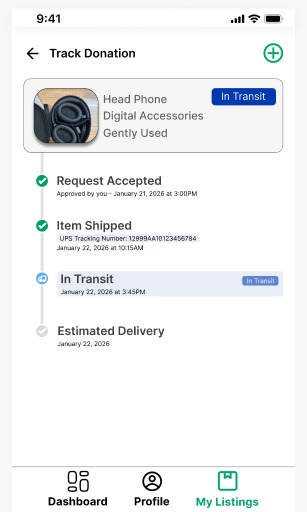 9:41
Track Donation
Head Phone
In Transit
Digital Accessories
Gently Used
Request Accepted
Approved by you - January 21, 2026 at 3:00PM
Item Shipped
UPS Tracking Number: 12999AA10123456784
January 22, 2026 at 10:15AM
In Transit
In Transit
January 22, 2026 at 3:45PM
Estimated Delivery
January 22, 2026
Dashboard
Profile
My Listings